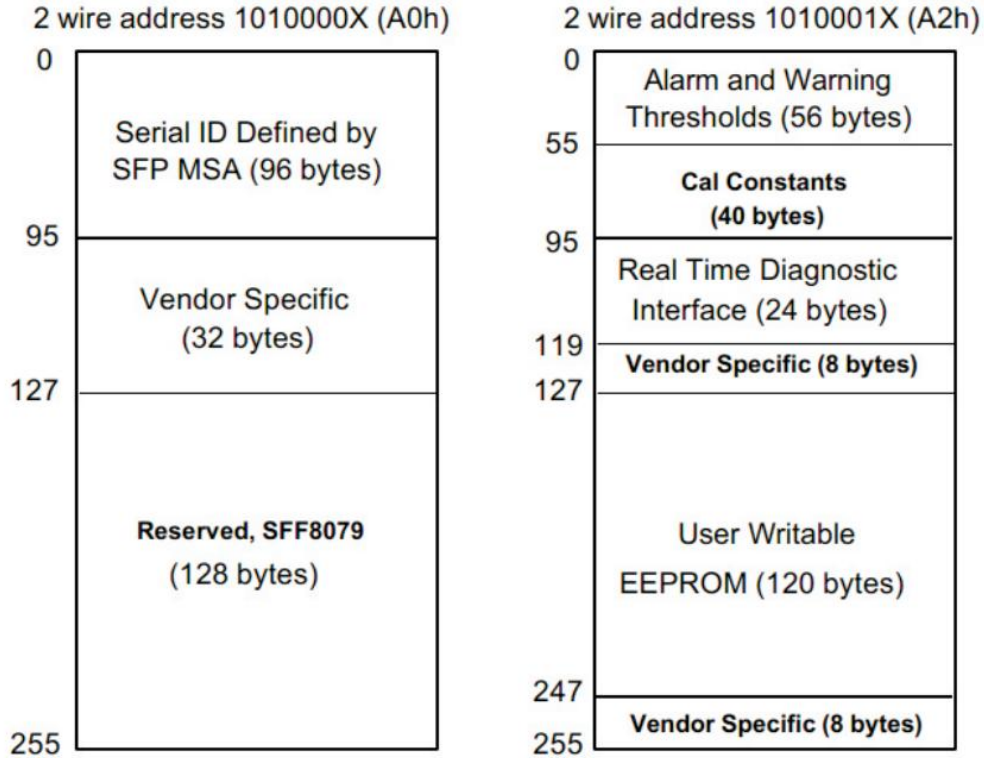 2 wire address 1010000X (A0h)
0
Serial ID Defined by
SFP MSA (96 bytes)
95
Vendor Specific
(32 bytes)
127
Reserved, SFF8079
(128 bytes)
255
2 wire address 1010001X (A2h)
0
Alarm and Warning
Thresholds (56 bytes)
55
Cal Constants
(40 bytes)
95
Real Time Diagnostic
Interface (24 bytes)
119
Vendor Specific (8 bytes)
127
User Writable
EEPROM (120 bytes)
247
Vendor Specific (8 bytes)
255